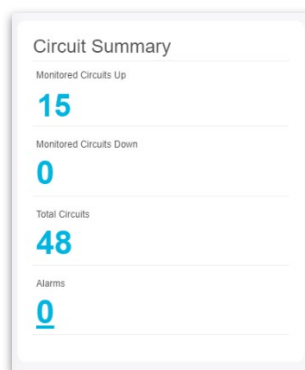 Circuit Summary
Monitored Circuits Up
15
Monitored Circuits Down
0
Total Circuits
48
Alarms
0